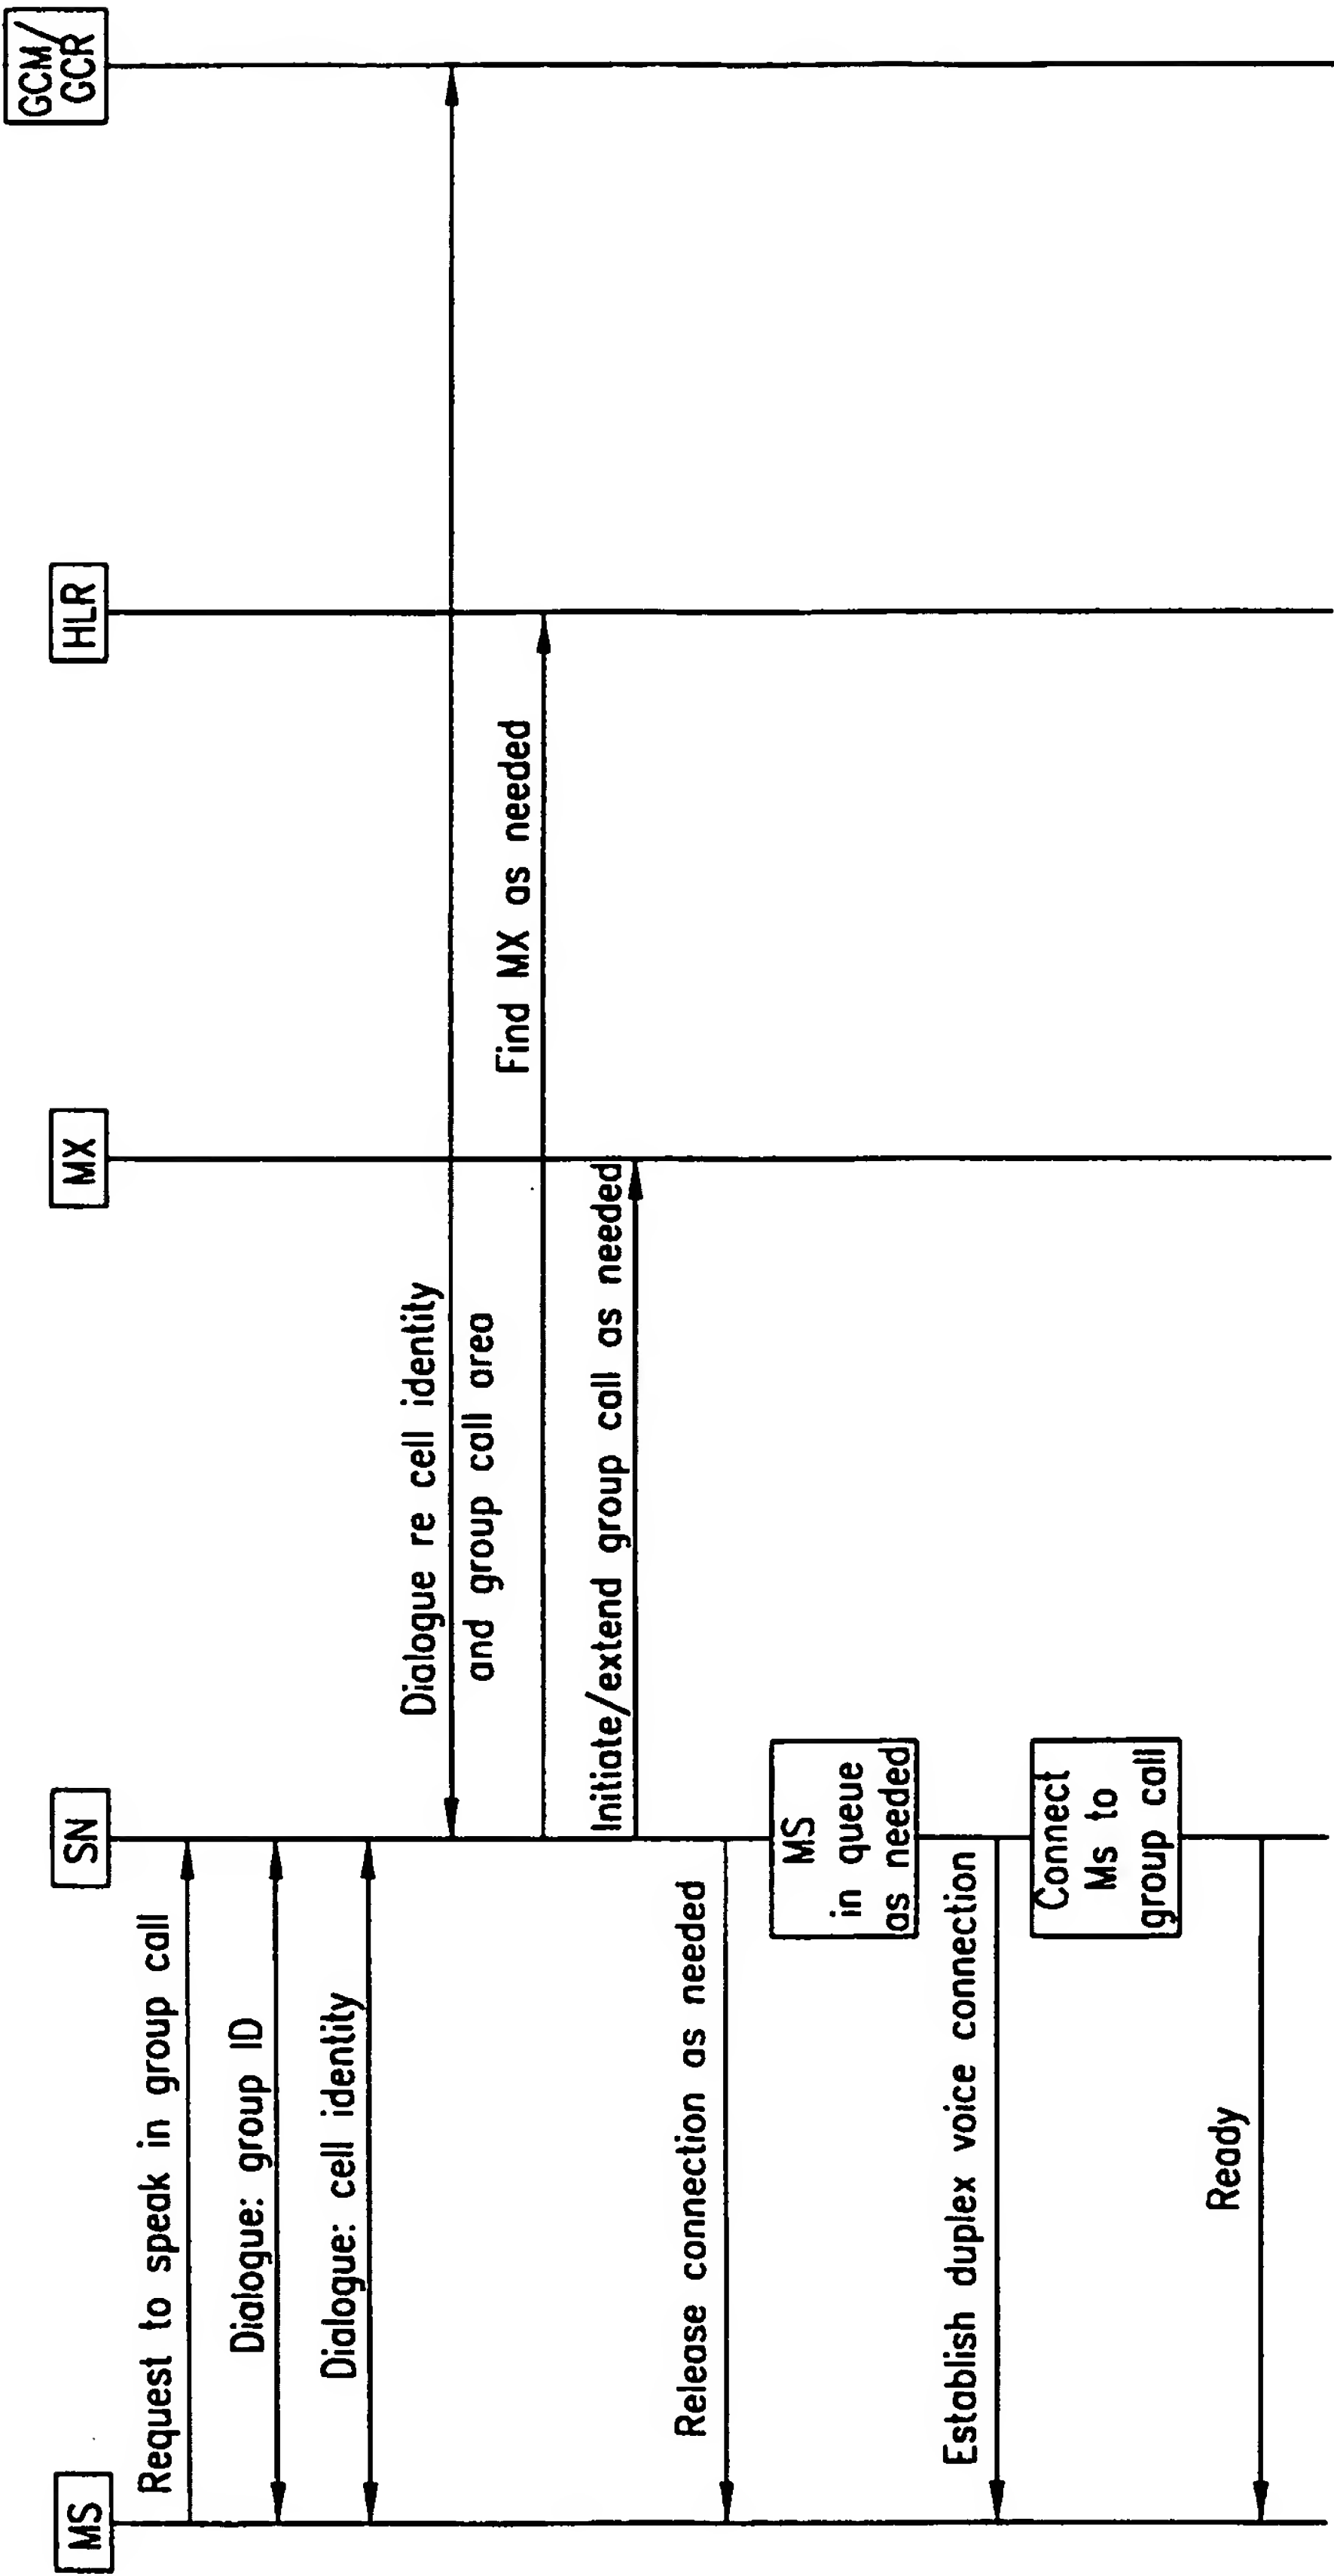 MS
SN
MX
HLR
GCM/
GCR
Request to speak in group call
Dialogue: group ID
Dialogue: cell identity
Dialogue re cell identity
and group call area
Find MX as needed
Initiate/extend group call as needed
Release connection as needed
MS
in queue
as needed
Establish duplex voice connection
Connect
Ms to
group call
Ready